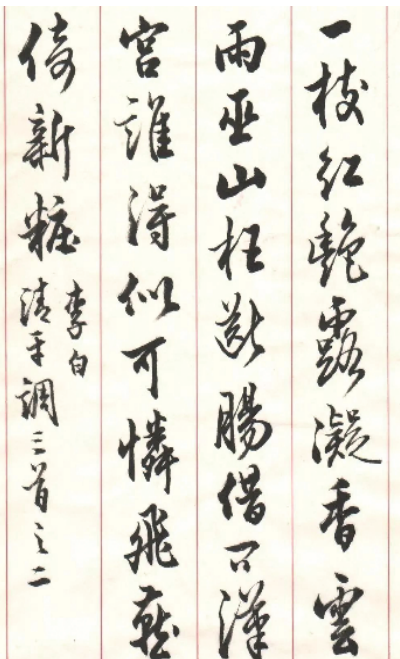 一枝紅艷露凝香雲
雨巫山枉斷腸借問漢
宮誰得似可憐飛燕
倚新粧
李白
清平調三首之二